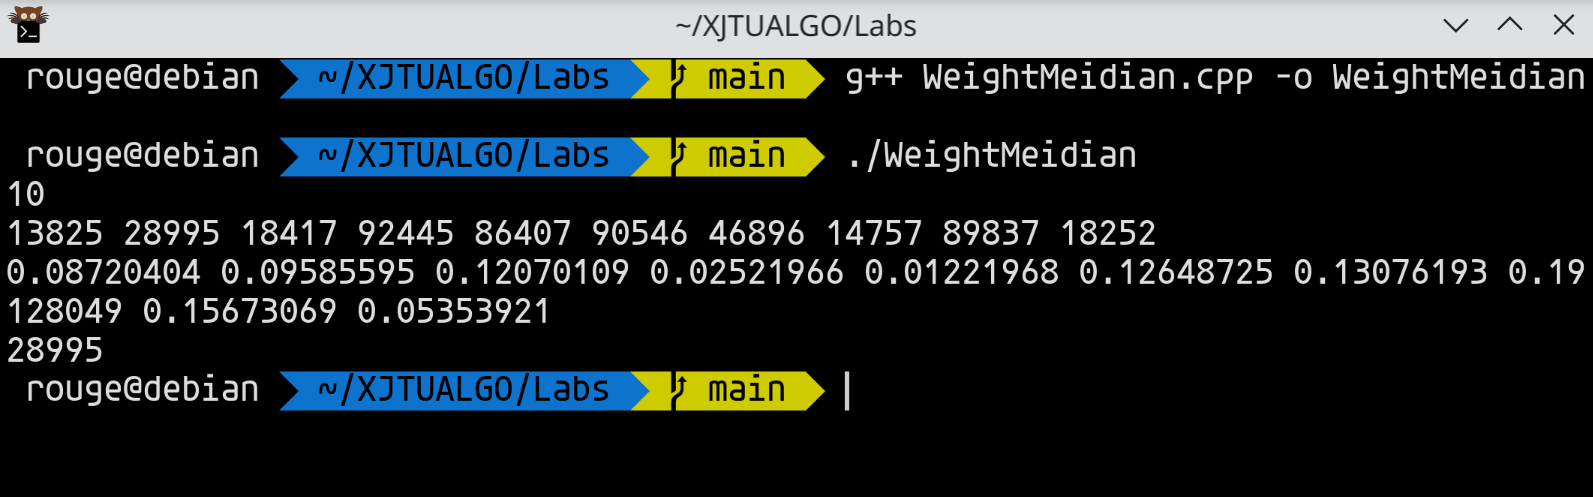 ~/XJTUALGO/Labs
rouge@debian ~/XJTUALGO/Labs main g++ WeightMeidian.cpp -o WeightMeidian
rouge@debian ~/XJTUALGO/Labs main ./WeightMeidian
10
13825 28995 18417 92445 86407 90546 46896 14757 89837 18252
0.08720404 0.09585595 0.12070109 0.02521966 0.01221968 0.12648725 0.13076193 0.19
128049 0.15673069 0.05353921
28995
rouge@debian ~/XJTUALGO/Labs main